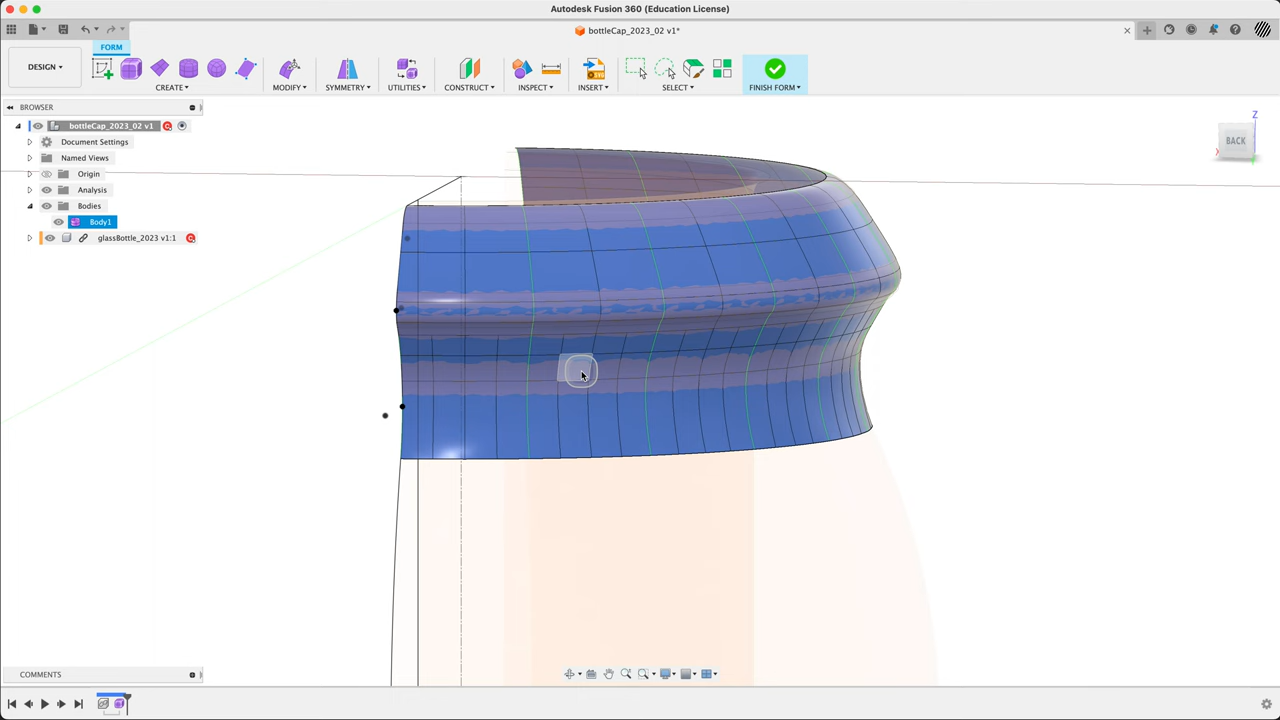 Autodesk Fusion 360 (Education License)
bottleCap_2023_02 v1*
FORM
DESIGN
CREATE
MODIFY
SYMMETRY
UTILITIES
CONSTRUCT
INSPECT
INSERT
SELECT
FINISH FORM
BROWSER
bottleCap_2023_02 v1
Document Settings
Named Views
Origin
Analysis
Bodies
Body1
glassBottle_2023 v1:1
Z
BACK
X
COMMENTS